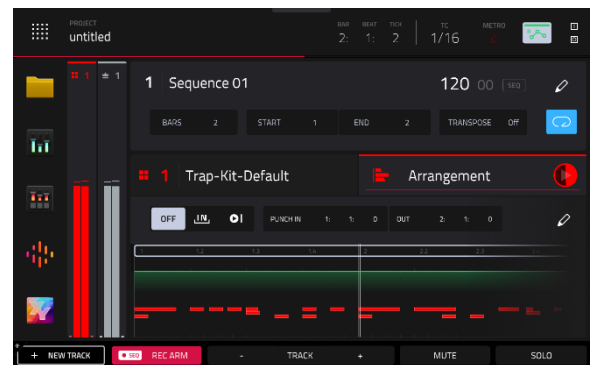 PROJECT
untitled
BAR BEAT TICK TC METRO
2: 1: 2 1/16
1 1
1 Sequence 01 120 00 SEQ
BARS 2 START 1 END 2 TRANSPOSE Off
1 Trap-Kit-Default Arrangement
OFF IN PUNCH IN 1: 1: 0 OUT 2: 1: 0
1 1.2 1.3 1.4 2 2.2 2.3
+ NEW TRACK SEQ REC ARM - TRACK + MUTE SOLO